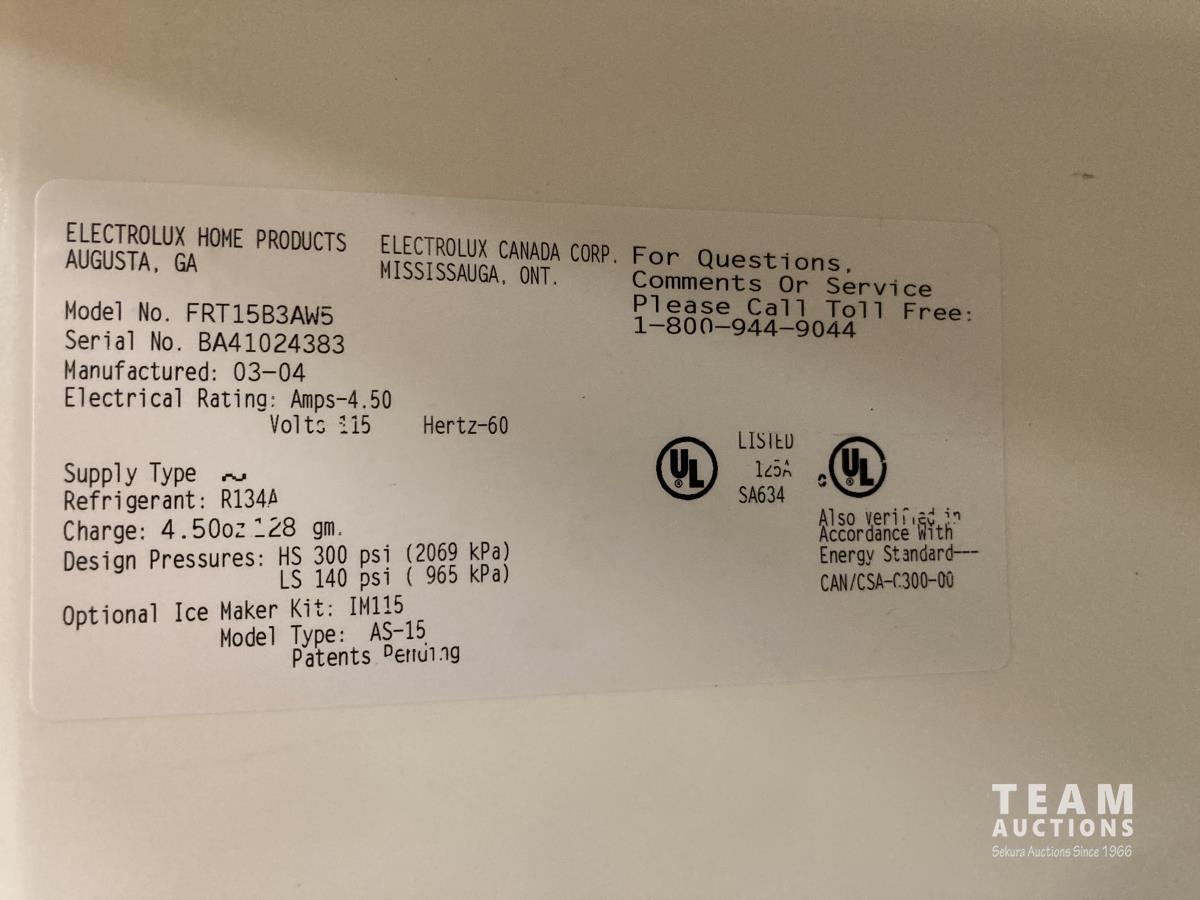 ELECTROLUX HOME PRODUCTS
AUGUSTA, GA
ELECTROLUX CANADA CORP.
MISSISSAUGA, ONT.
For Questions,
Comments Or Service
Please Call Toll Free:
1-800-944-9044
Model No. FRT15B3AW5
Serial No. BA41024383
Manufactured: 03-04
Electrical Rating: Amps-4.50
Volts 115 Hertz-60
Supply Type ~
Refrigerant: R134A
Charge: 4.50oz 128 gm.
Design Pressures: HS 300 psi (2069 kPa)
LS 140 psi ( 965 kPa)
Optional Ice Maker Kit: IM115
Model Type: AS-15
Patents Pending
UL
®
LISTED
SA634
c
UL
®
Also verified in
Accordance With
Energy Standard---
CAN/CSA-C300-00
TEAM
AUCTIONS
Sekura Auctions Since 1966